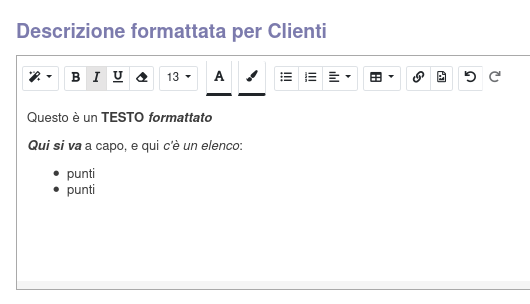 Descrizione formattata per Clienti
B I U 13 A
Questo è un TESTO formattato
Qui si va a capo, e qui c'è un elenco:
• punti
• punti